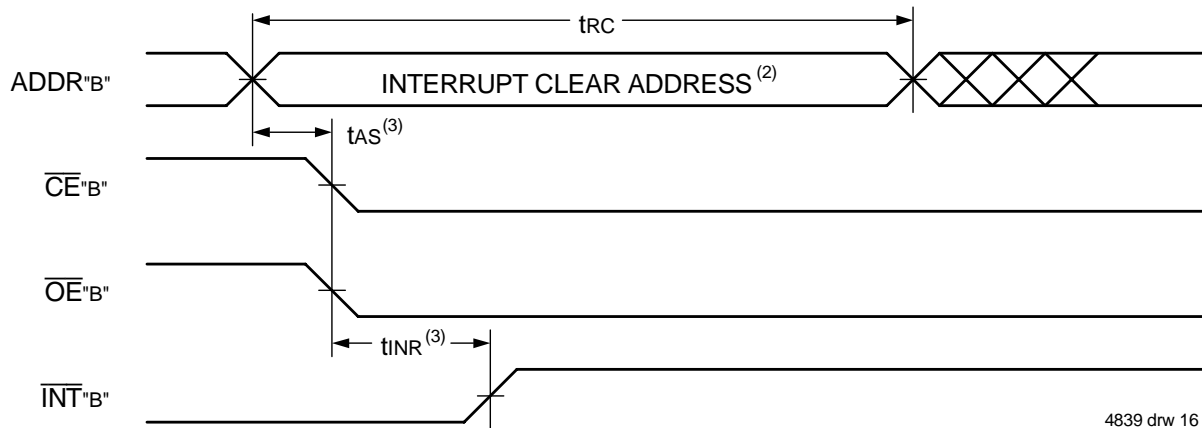 tRC
ADDR"B"
INTERRUPT CLEAR ADDRESS(2)
tAS(3)
CE"B"
OE"B"
tINR(3)
INT"B"
4839 drw 16